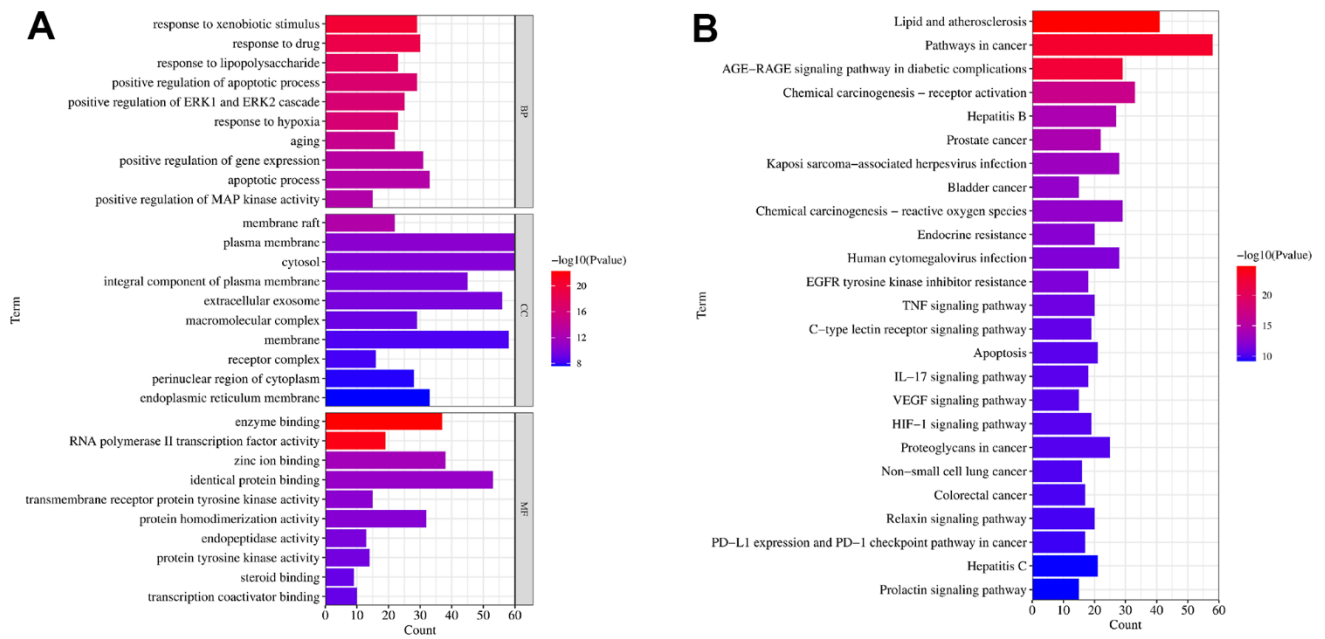 A
response to xenobiotic stimulus
response to drug
response to lipopolysaccharide
positive regulation of apoptotic process
positive regulation of ERK1 and ERK2 cascade
response to hypoxia
aging
positive regulation of gene expression
apoptotic process
positive regulation of MAP kinase activity
BP
membrane raft
plasma membrane
cytosol
integral component of plasma membrane
extracellular exosome
macromolecular complex
membrane
receptor complex
perinuclear region of cytoplasm
endoplasmic reticulum membrane
CC
enzyme binding
RNA polymerase II transcription factor activity
zinc ion binding
identical protein binding
transmembrane receptor protein tyrosine kinase activity
protein homodimerization activity
endopeptidase activity
protein tyrosine kinase activity
steroid binding
transcription coactivator binding
MF
Term
0 10 20 30 40 50 60
Count
−log10(Pvalue)
20
16
12
8
B
Lipid and atherosclerosis
Pathways in cancer
AGE−RAGE signaling pathway in diabetic complications
Chemical carcinogenesis − receptor activation
Hepatitis B
Prostate cancer
Kaposi sarcoma−associated herpesvirus infection
Bladder cancer
Chemical carcinogenesis − reactive oxygen species
Endocrine resistance
Human cytomegalovirus infection
EGFR tyrosine kinase inhibitor resistance
TNF signaling pathway
C−type lectin receptor signaling pathway
Apoptosis
IL−17 signaling pathway
VEGF signaling pathway
HIF−1 signaling pathway
Proteoglycans in cancer
Non−small cell lung cancer
Colorectal cancer
Relaxin signaling pathway
PD−L1 expression and PD−1 checkpoint pathway in cancer
Hepatitis C
Prolactin signaling pathway
Term
0 10 20 30 40 50 60
Count
−log10(Pvalue)
20
15
10